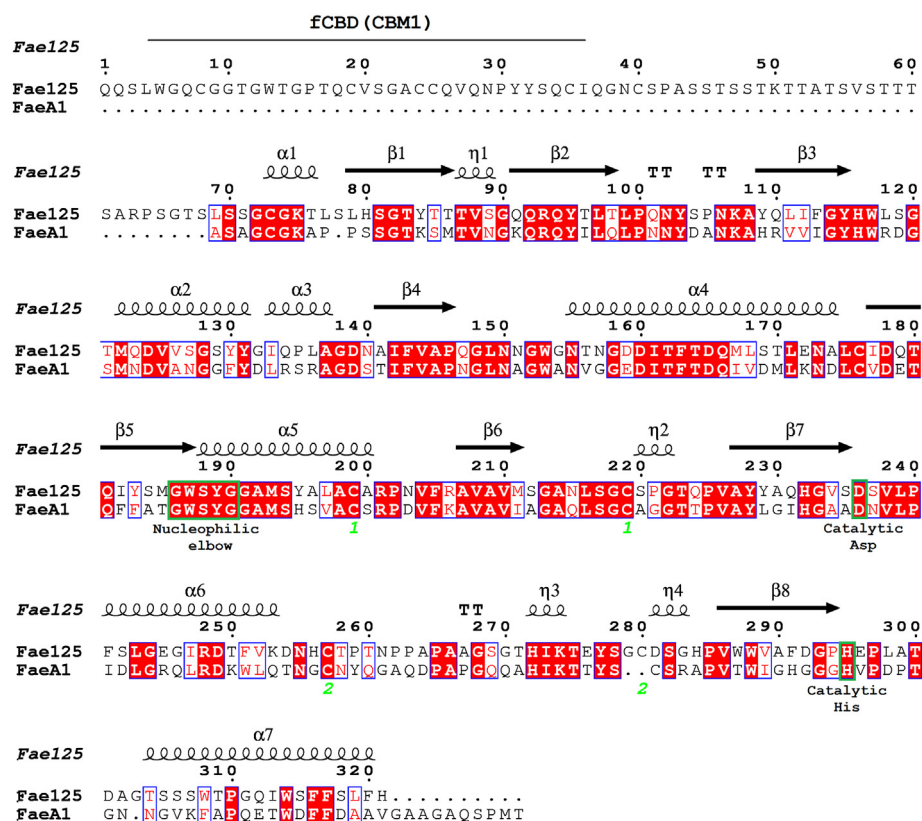 fCBD(CBM1)
Fae125
1 10 20 30 40 50 60
Fae125 QQSLWGQCGGTGWTGPTQCVSGACCQVQNPYYSQCIQGNCSPASSTSSTKTTATSVSTTT
FaeA1 ............................................................
Fae125 α1 β1 η1 β2 TT TT β3
70 80 90 100 110 120
Fae125 SARPSGTSLSSGCGKTLSLHSGTYTTTVSGQQRQYTLTLPQNYSPNKAYQLIFGYHWLSG
FaeA1 ........ASAGCGKAP.PSSGTKSMTVNGKQRQYILQLPNNYDANKAHRVVIGYHWRDG
Fae125 α2 α3 β4 α4
130 140 150 160 170 180
Fae125 TMQDVVSGSYYGIQPLAGDNAIFVAPQGLNNGWGNTNGDDITFTDQMLSTLENALCIDQT
FaeA1 SMNDVANGGFYDLRSRAGDSTIFVAPNGLNAGWANVGGEDITFTDQIVDMLKNDLCVDET
Fae125 β5 α5 β6 η2 β7
190 200 210 220 230 240
Fae125 QIYSMGWSYGGAMSYALACARPNVFRAVAVMSGANLSGCSPGTQPVAYYAQHGVSDSVLP
FaeA1 QFFATGWSYGGAMSHSVACSRPDVFKAVAVIAGAQLSGCAGGTTPVAYLGIHGAADNVLP
Nucleophilic 1 1 Catalytic
elbow Asp
Fae125 α6 TT η3 η4 β8
250 260 270 280 290 300
Fae125 FSLGEGIRDTFVKDNHCTPTNPPAPAAGSGTHIKTEYSGCDSGHPVWWVAFDGPHEPLAT
FaeA1 IDLGRQLRDKWLQTNGCNYQGAQDPAPGQQAHIKTTYS..CSRAPVTWIGHGGGHVPDPT
2 2 Catalytic
His
Fae125 α7
310 320
Fae125 DAGTSSSWTPGQIWSFFSLFH..........
FaeA1 GN.NGVKFAPQETWDFFDAAVGAAGAQSPMT